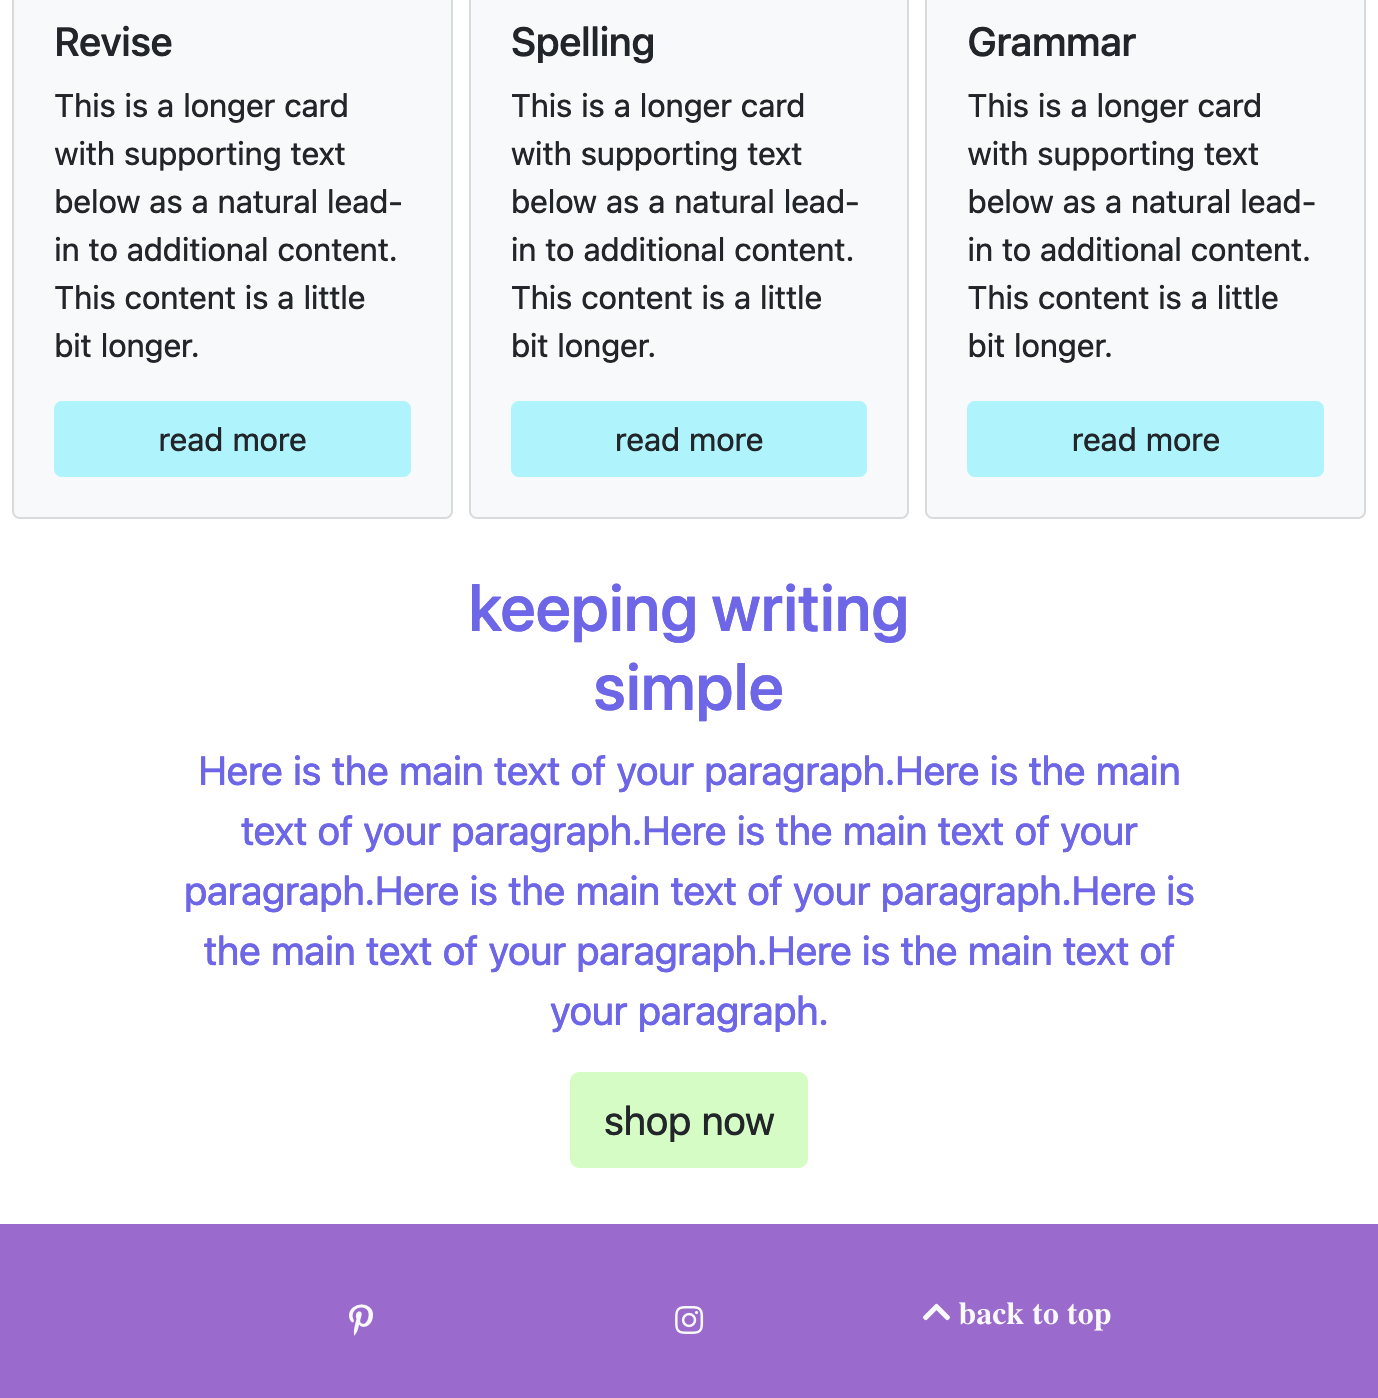 Revise
This is a longer card
with supporting text
below as a natural lead-
in to additional content.
This content is a little
bit longer.
read more
Spelling
This is a longer card
with supporting text
below as a natural lead-
in to additional content.
This content is a little
bit longer.
read more
Grammar
This is a longer card
with supporting text
below as a natural lead-
in to additional content.
This content is a little
bit longer.
read more
keeping writing
simple
Here is the main text of your paragraph.Here is the main
text of your paragraph.Here is the main text of your
paragraph.Here is the main text of your paragraph.Here is
the main text of your paragraph.Here is the main text of
your paragraph.
shop now
back to top